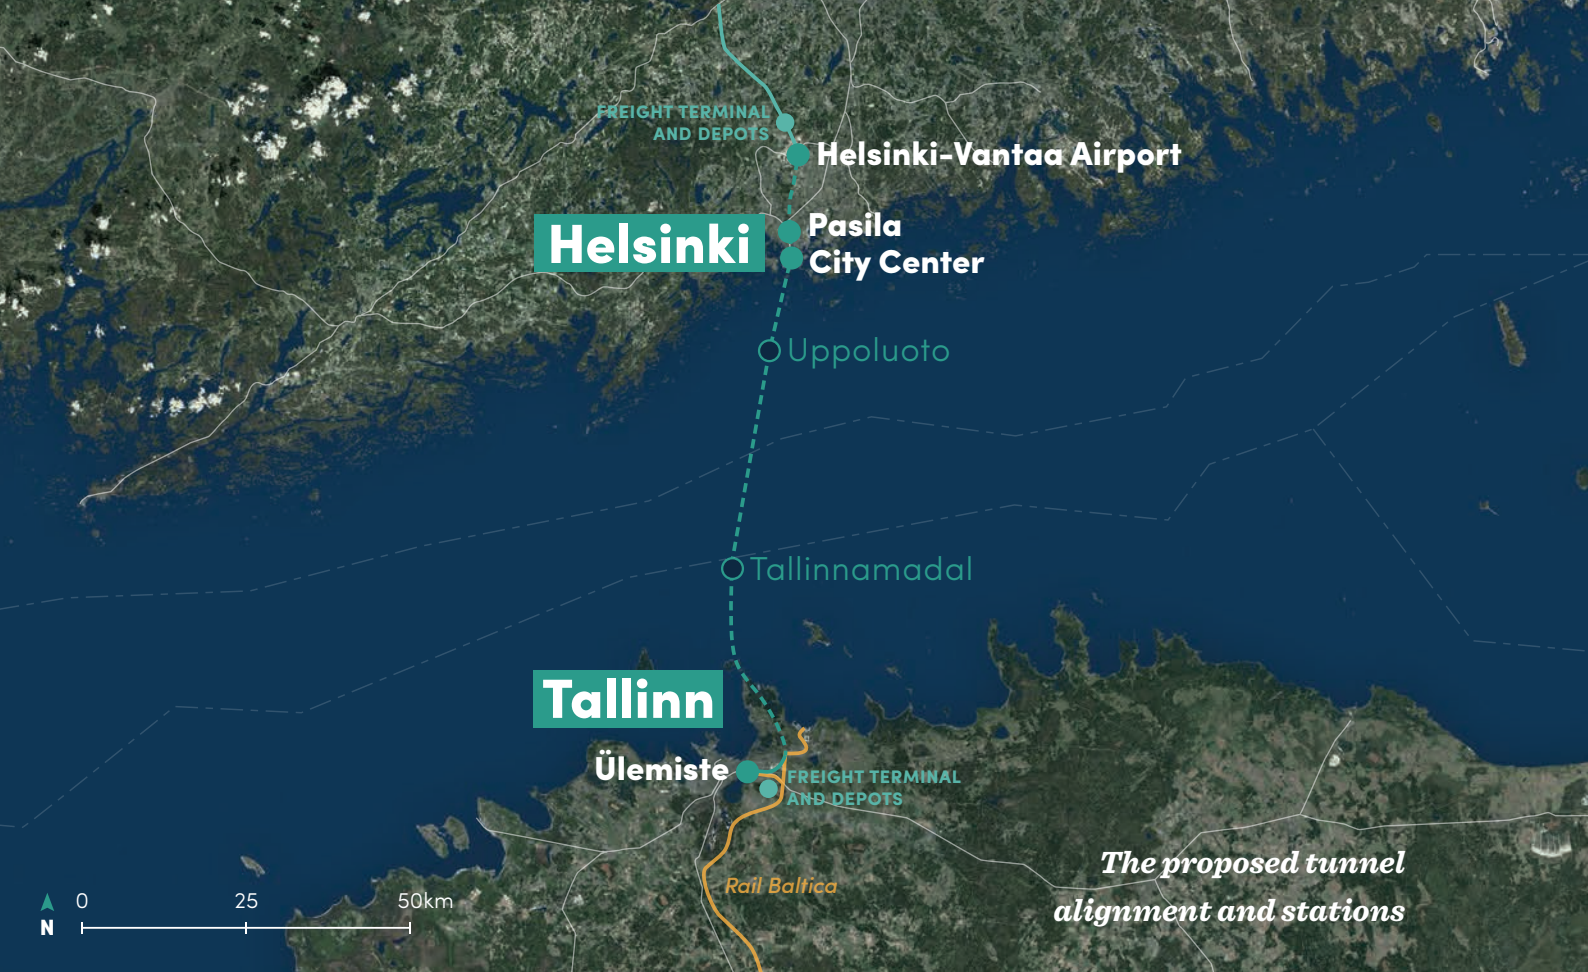 FREIGHT TERMINAL
AND DEPOTS
Helsinki-Vantaa Airport
Helsinki
Pasila
City Center
Uppoluoto
Tallinnamadal
Tallinn
Ülemiste
FREIGHT TERMINAL
AND DEPOTS
Rail Baltica
The proposed tunnel
alignment and stations
0 25 50km
N